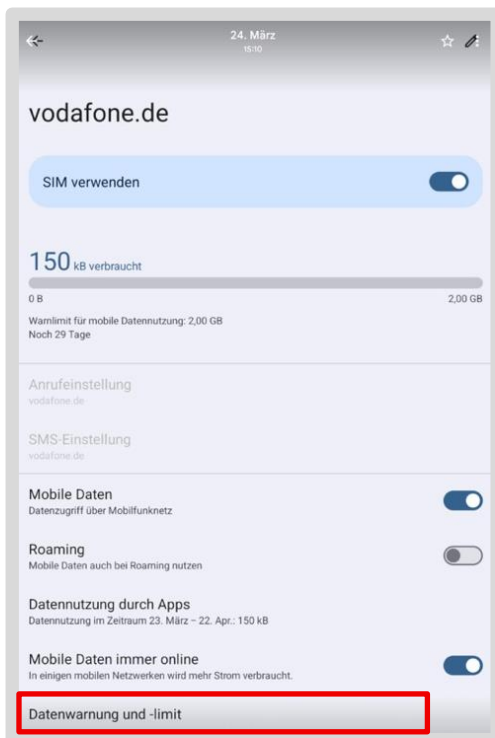 24. März
15:10
vodafone.de
SIM verwenden
150 kB verbraucht
0 B 2,00 GB
Warnlimit für mobile Datennutzung: 2,00 GB
Noch 29 Tage
Anrufeinstellung
vodafone.de
SMS-Einstellung
vodafone.de
Mobile Daten
Datenzugriff über Mobilfunknetz
Roaming
Mobile Daten auch bei Roaming nutzen
Datennutzung durch Apps
Datennutzung im Zeitraum 23. März – 22. Apr.: 150 kB
Mobile Daten immer online
In einigen mobilen Netzwerken wird mehr Strom verbraucht.
Datenwarnung und -limit